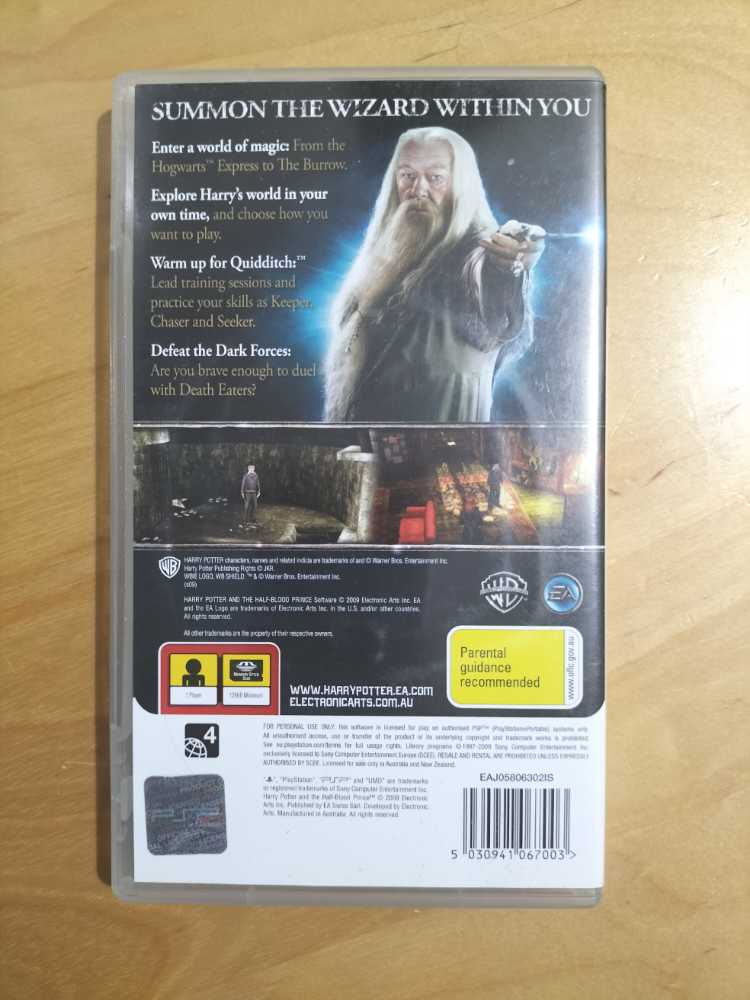 SUMMON THE WIZARD WITHIN YOU
Enter a world of magic: From the
Hogwarts™ Express to The Burrow.
Explore Harry's world in your
own time, and choose how you
want to play.
Warm up for Quidditch:™
Lead training sessions and
practice your skills as Keeper,
Chaser and Seeker.
Defeat the Dark Forces:
Are you brave enough to duel
with Death Eaters?
HARRY POTTER characters, names and related indicia are trademarks of and © Warner Bros. Entertainment Inc.
Harry Potter Publishing Rights © JKR.
WBIE LOGO, WB SHIELD: ™ & © Warner Bros. Entertainment Inc.
(s09)
HARRY POTTER AND THE HALF-BLOOD PRINCE Software © 2009 Electronic Arts Inc. EA
and the EA Logo are trademarks of Electronic Arts Inc. in the U.S. and/or other countries.
All rights reserved.
All other trademarks are the property of their respective owners.
WB
EA
1 Player
MEMORY STICK
DUO
Minimum
WWW.HARRYPOTTER.EA.COM
ELECTRONICARTS.COM.AU
Parental
guidance
recommended
www.oflc.gov.au
4
FOR PERSONAL USE ONLY: this software is licensed for play on authorised PSP™ (PlayStation®Portable) systems only.
All unauthorised access, use or transfer of the product or its underlying copyright and trademark works is prohibited.
See eu.playstation.com/terms for full usage rights. Library programs ©1997-2009 Sony Computer Entertainment Inc.
exclusively licensed to Sony Computer Entertainment Europe (SCEE). RESALE AND RENTAL ARE PROHIBITED UNLESS EXPRESSLY
AUTHORISED BY SCEE. Licensed for sale only in Australia and New Zealand.
"PlayStation", "PSP" and "UMD" are trademarks
or registered trademarks of Sony Computer Entertainment Inc.
Harry Potter and the Half-Blood Prince™ © 2009 Electronic
Arts Inc. Published by EA Swiss Sàrl. Developed by Electronic
Arts. Manufactured in Australia. All rights reserved.
EAJ05806302IS
5 030941 067003 >